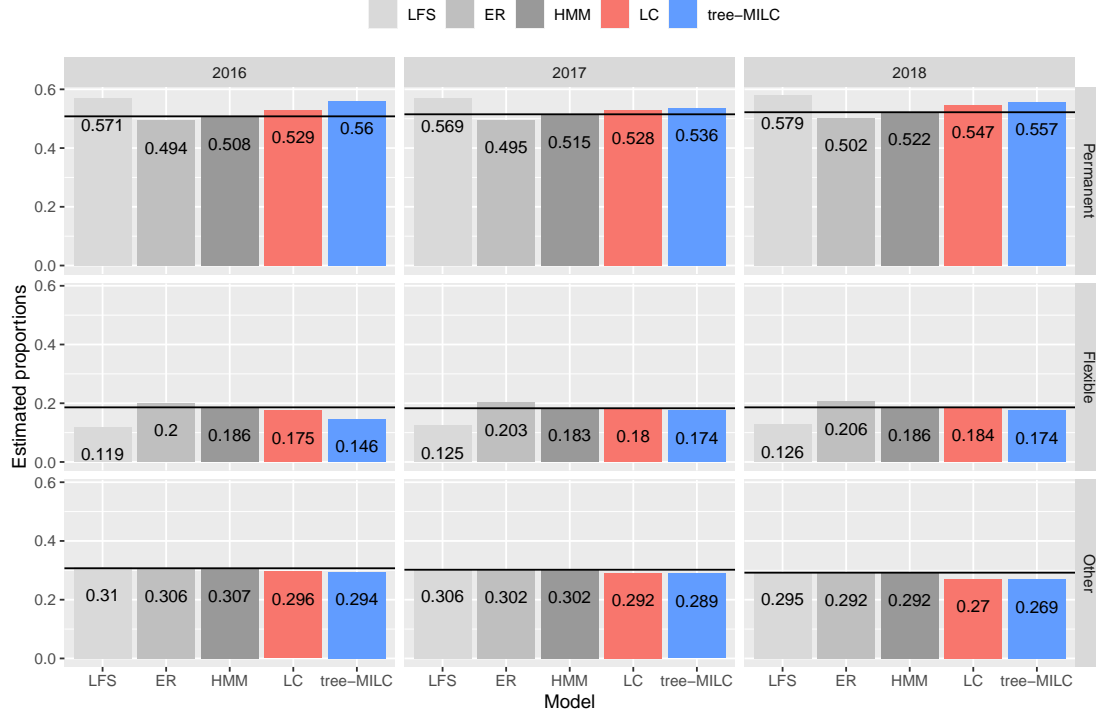 LFS ER HMM LC tree−MILC
2016 2017 2018
0.6
0.4
0.2
0.0
0.571 0.494 0.508 0.529 0.56
0.569 0.495 0.515 0.528 0.536
0.579 0.502 0.522 0.547 0.557
Permanent
0.6
0.4
0.2
0.0
0.119 0.2 0.186 0.175 0.146
0.125 0.203 0.183 0.18 0.174
0.126 0.206 0.186 0.184 0.174
Flexible
Estimated proportions
0.6
0.4
0.2
0.0
0.31 0.306 0.307 0.296 0.294
0.306 0.302 0.302 0.292 0.289
0.295 0.292 0.292 0.27 0.269
Other
LFS ER HMM LC tree−MILC LFS ER HMM LC tree−MILC LFS ER HMM LC tree−MILC
Model